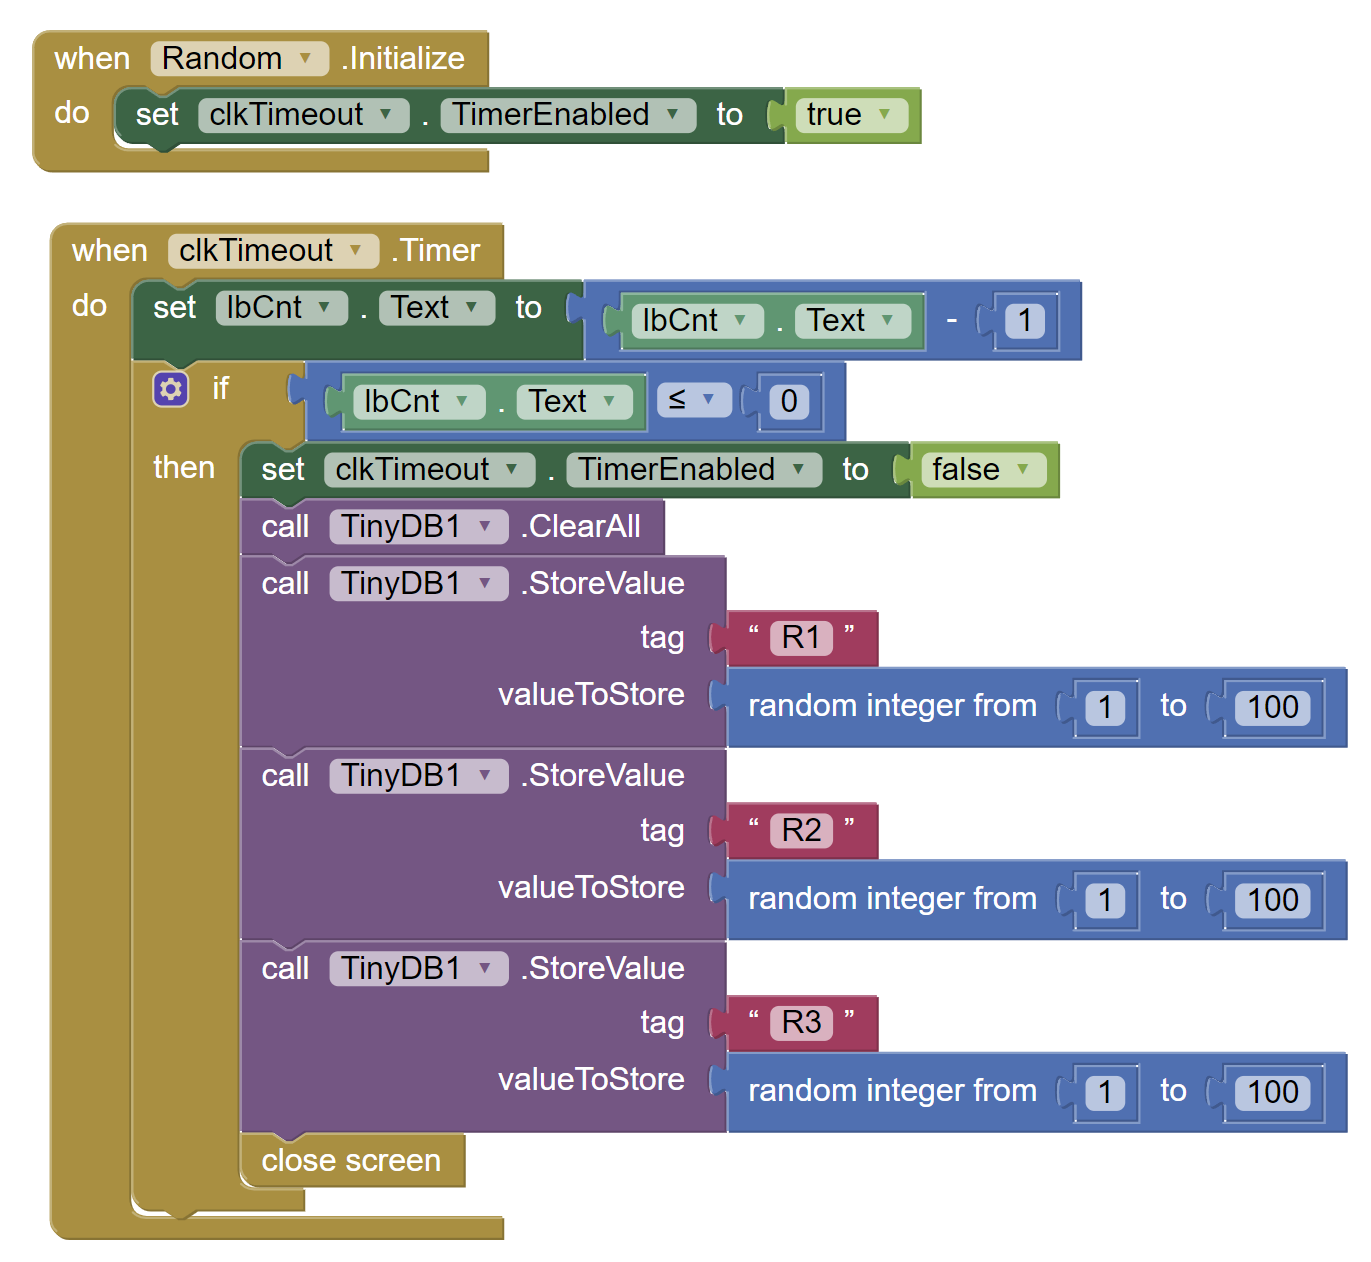 when Random .Initialize
do set clkTimeout . TimerEnabled to true
when clkTimeout .Timer
do set lbCnt . Text to lbCnt . Text - 1
if lbCnt . Text ≤ 0
then set clkTimeout . TimerEnabled to false
call TinyDB1 .ClearAll
call TinyDB1 .StoreValue
tag “ R1 ”
valueToStore random integer from 1 to 100
call TinyDB1 .StoreValue
tag “ R2 ”
valueToStore random integer from 1 to 100
call TinyDB1 .StoreValue
tag “ R3 ”
valueToStore random integer from 1 to 100
close screen